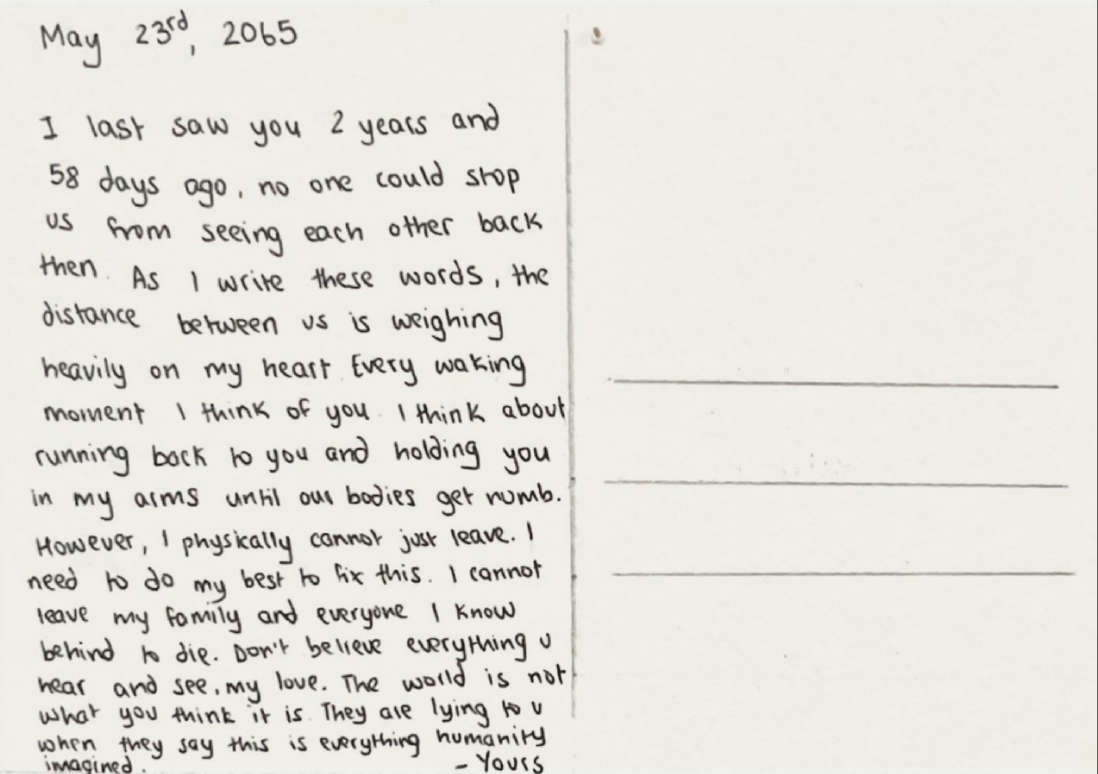 May 23rd, 2065
I last saw you 2 years and
58 days ago, no one could stop
us from seeing each other back
then. As I write these words, the
distance between us is weighing
heavily on my heart. Every waking
moment I think of you. I think about
running back to you and holding you
in my arms until our bodies get numb.
However, I physically cannot just leave. I
need to do my best to fix this. I cannot
leave my family and everyone I know
behind to die. Don't believe everything u
hear and see, my love. The world is not
what you think it is. They are lying to u
when they say this is everything humanity
imagined.
- Yours